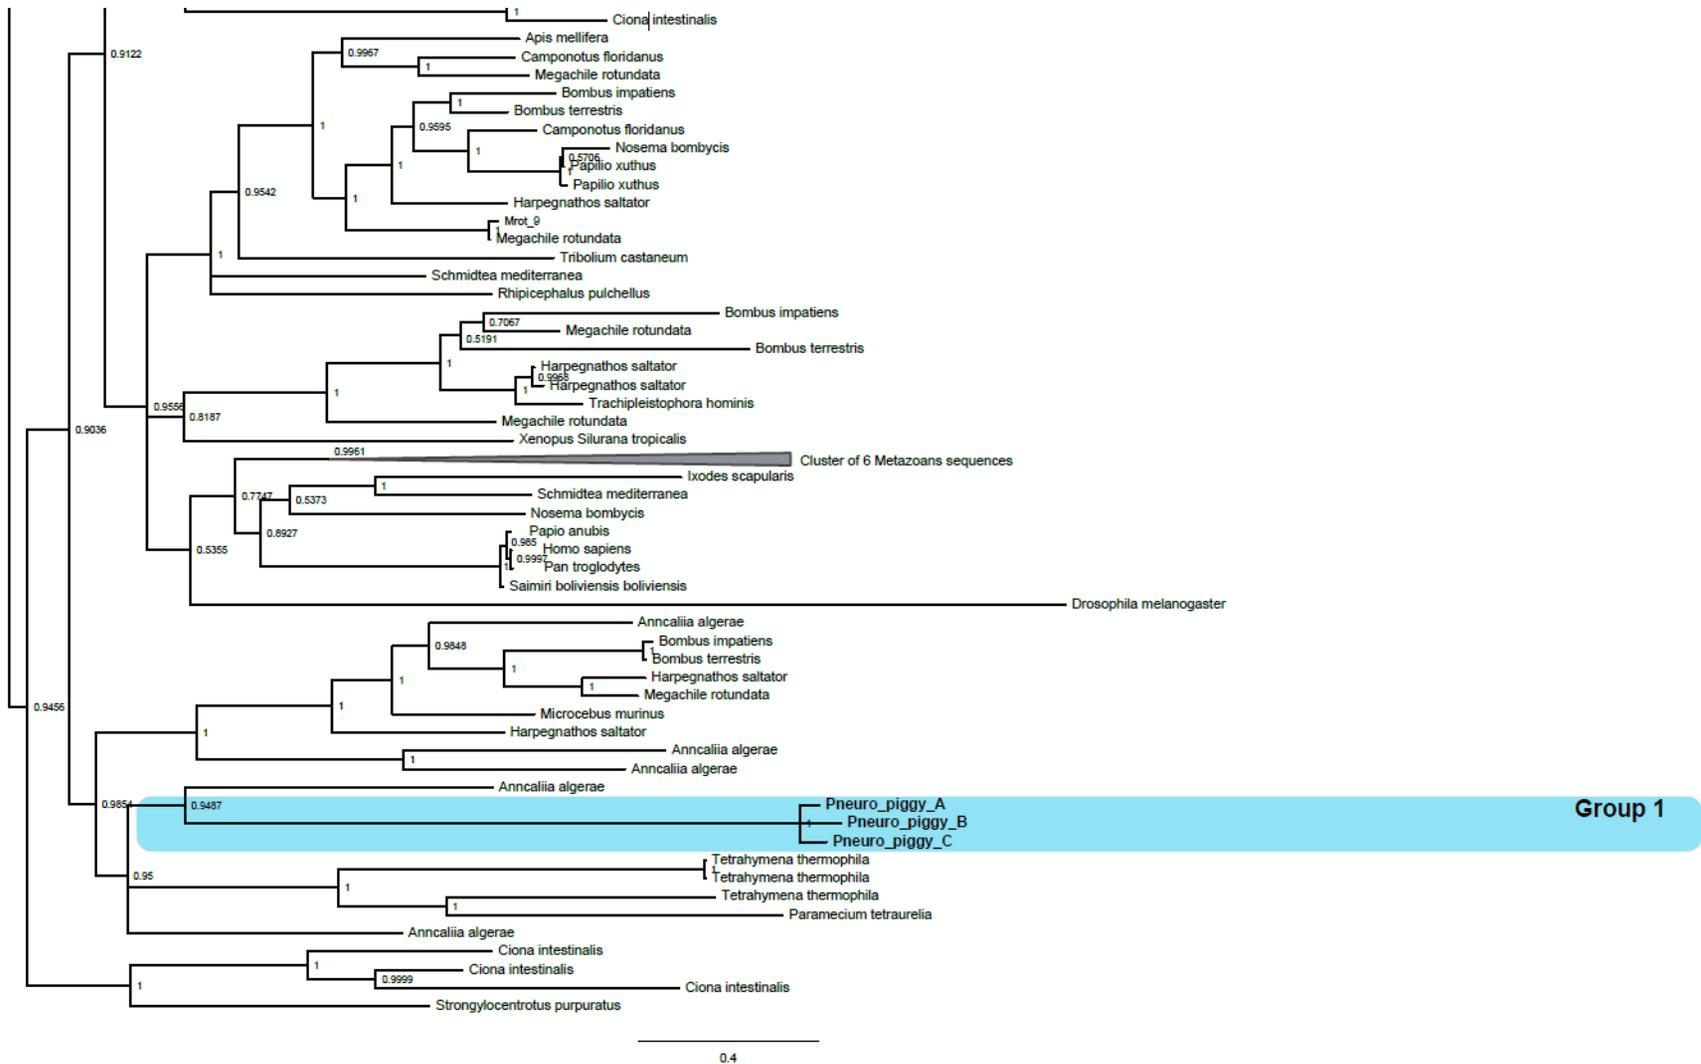 1
Ciona intestinalis
Apis mellifera
0.9122
0.9967
Camponotus floridanus
1
Megachile rotundata
Bombus impatiens
1
Bombus terrestris
1
0.9595
Camponotus floridanus
Nosema bombycis
1
0.5706
Papilio xuthus
1
1
Papilio xuthus
0.9542
1
Harpegnathos saltator
Mrot_9
1
Megachile rotundata
1
Tribolium castaneum
Schmidtea mediterranea
Rhipicephalus pulchellus
Bombus impatiens
0.7067
Megachile rotundata
0.5191
Bombus terrestris
1
Harpegnathos saltator
0.9968
Harpegnathos saltator
1
1
Trachipleistophora hominis
0.9556
0.8187
Megachile rotundata
0.9036
Xenopus Silurana tropicalis
0.9961
Cluster of 6 Metazoans sequences
Ixodes scapularis
1
0.7747
0.5373
Schmidtea mediterranea
Nosema bombycis
0.8927
Papio anubis
0.985
0.5355
Homo sapiens
0.9997
1
Pan troglodytes
Saimiri boliviensis boliviensis
Drosophila melanogaster
Anncaliia algerae
0.9848
Bombus impatiens
1
Bombus terrestris
1
1
Harpegnathos saltator
1
Megachile rotundata
0.9456
1
Microcebus murinus
1
Harpegnathos saltator
Anncaliia algerae
1
Anncaliia algerae
Anncaliia algerae
0.9854
0.9487
Pneuro_piggy_A
Group 1
1
Pneuro_piggy_B
Pneuro_piggy_C
Tetrahymena thermophila
1
0.95
Tetrahymena thermophila
1
Tetrahymena thermophila
1
Paramecium tetraurelia
Anncaliia algerae
Ciona intestinalis
1
Ciona intestinalis
0.9999
1
Ciona intestinalis
Strongylocentrotus purpuratus
0.4